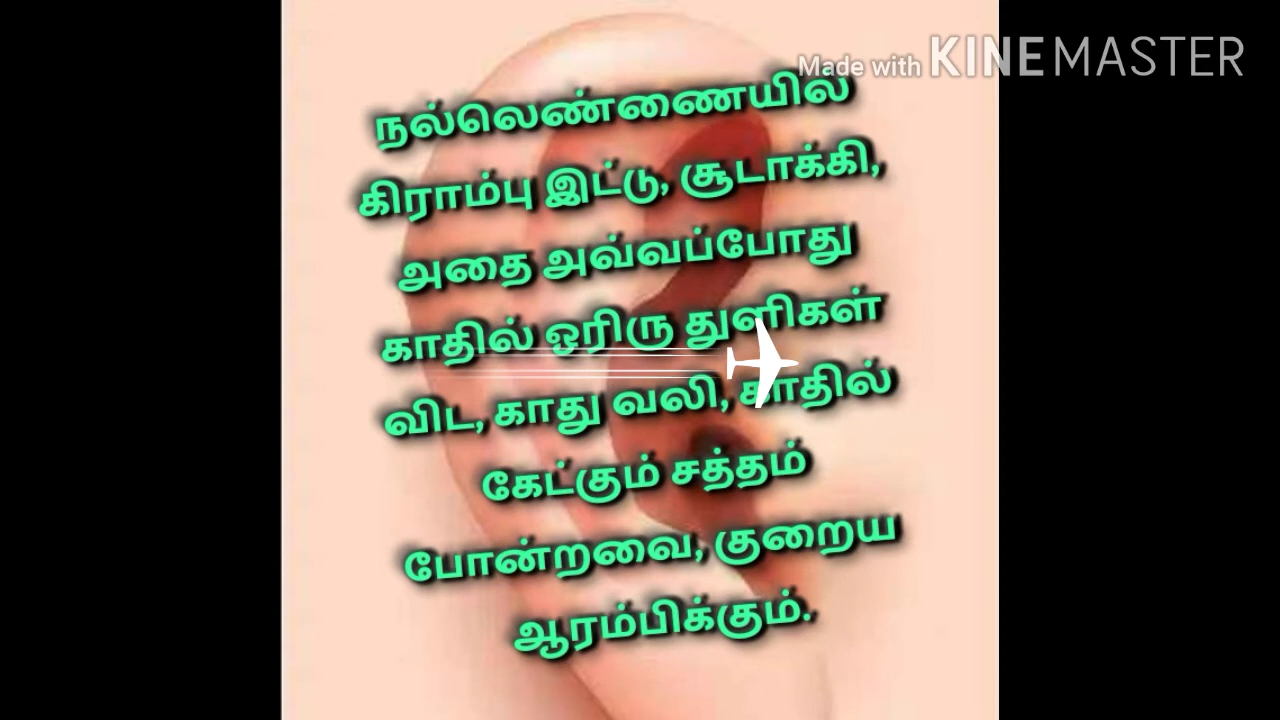 Made with KINEMASTER
நல்லெண்ணையில்
கிராம்பு இட்டு, சூடாக்கி,
அதை அவ்வப்போது
காதில் ஒரிரு துளிகள்
விட, காது வலி, காதில்
கேட்கும் சத்தம்
போன்றவை, குறைய
ஆரம்பிக்கும்.